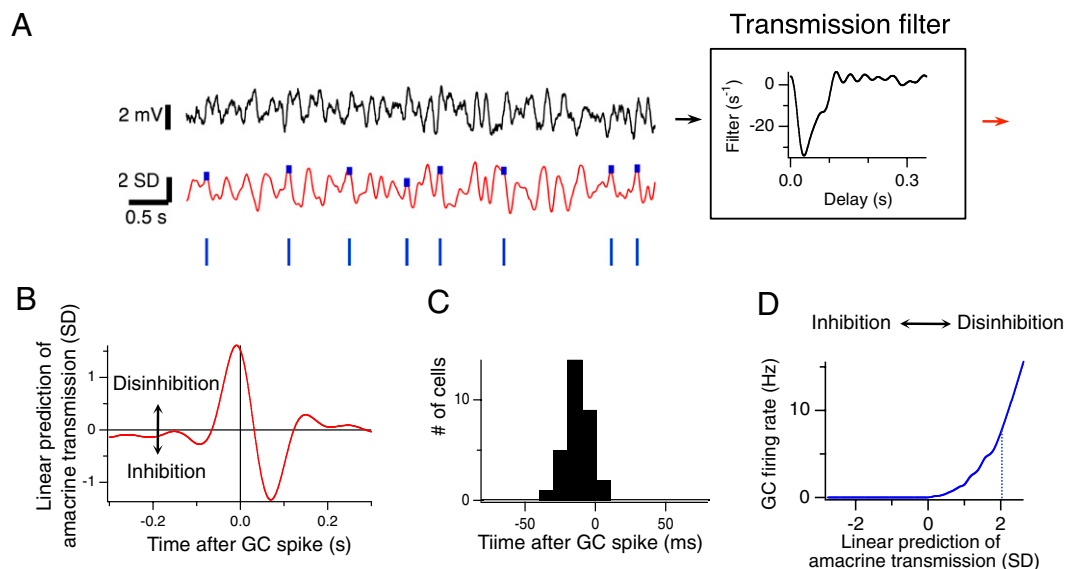 A
Transmission filter
2 mV
2 SD
0.5 s
Filter (s-1)
0
-20
0.0
0.3
Delay (s)
B
Linear prediction of
amacrine transmission (SD)
1
0
-1
Disinhibition
Inhibition
-0.2
0.0
0.2
Time after GC spike (s)
C
# of cells
10
0
-50
0
50
Tiime after GC spike (ms)
D
Inhibition
Disinhibition
GC firing rate (Hz)
10
0
-2
0
2
Linear prediction of
amacrine transmission (SD)